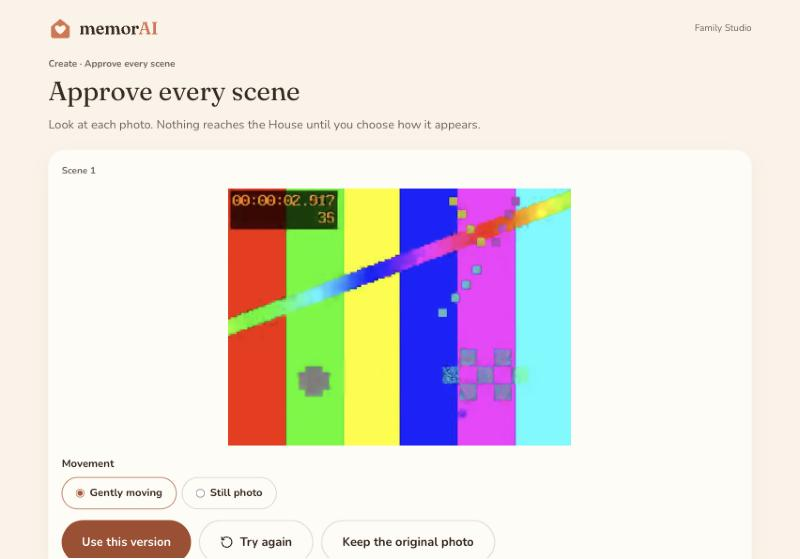 memorAI
Family Studio
Create · Approve every scene
Approve every scene
Look at each photo. Nothing reaches the House until you choose how it appears.
Scene 1
00:00:02.917
35
Movement
Gently moving
Still photo
Use this version
Try again
Keep the original photo